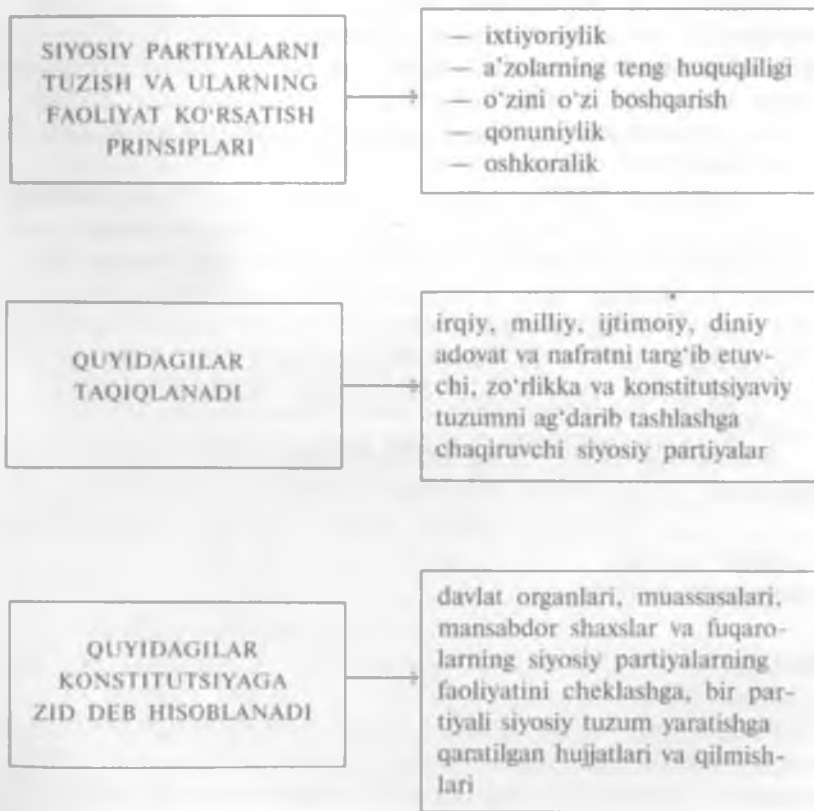 SIYOSIY PARTIYALARNI
TUZISH VA ULARNING
FAOLIYAT KO‘RSATISH
PRINSIPLARI
— ixtiyoriylik
— a’zolarning teng huquqliligi
— o‘zini o‘zi boshqarish
— qonuniylik
— oshkoralik
QUYIDAGILAR
TAQIQLANADI
irqiy, milliy, ijtimoiy, diniy
adovat va nafratni targ‘ib etuv-
chi, zo‘rlikka va konstitutsiyaviy
tuzumni ag‘darib tashlashga
chaqiruvchi siyosiy partiyalar
QUYIDAGILAR
KONSTITUTSIYAGA
ZID DEB HISOBLANADI
davlat organlari, muassasalari,
mansabdor shaxslar va fuqaro-
larning siyosiy partiyalarning
faoliyatini cheklashga, bir par-
tiyali siyosiy tuzum yaratishga
qaratilgan hujjatlari va qilmish-
lari